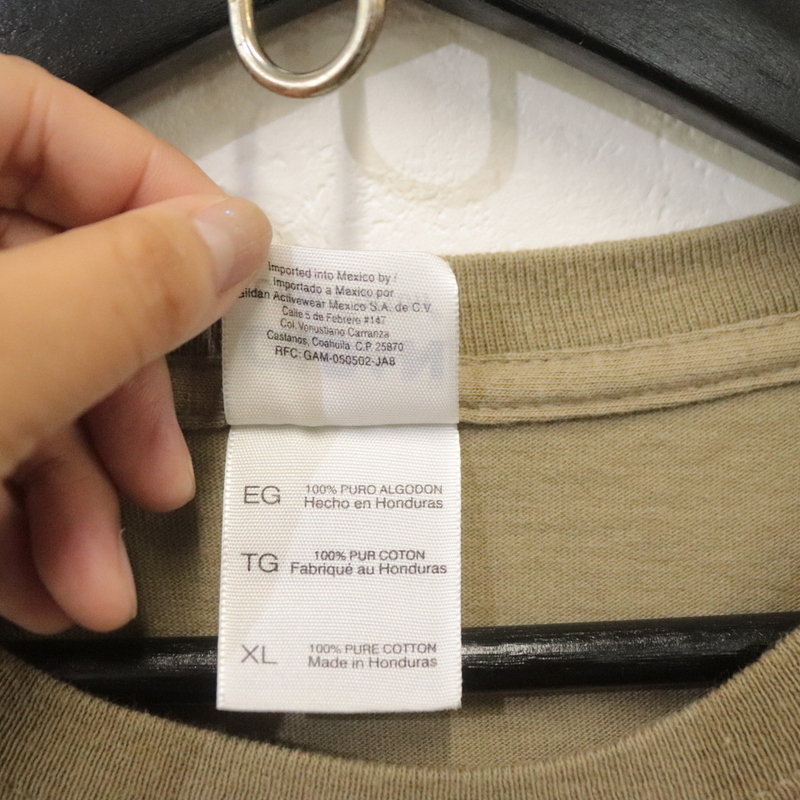 Imported into Mexico by /
Importado a Mexico por
Gildan Activewear Mexico S.A. de C.V.
Calle 5 de Febrero #147
Col. Venustiano Carranza
Castanos, Coahuila C.P. 25870
RFC: GAM-050502-JA8
EG 100% PURO ALGODON
Hecho en Honduras
TG 100% PUR COTON
Fabriqué au Honduras
XL 100% PURE COTTON
Made in Honduras